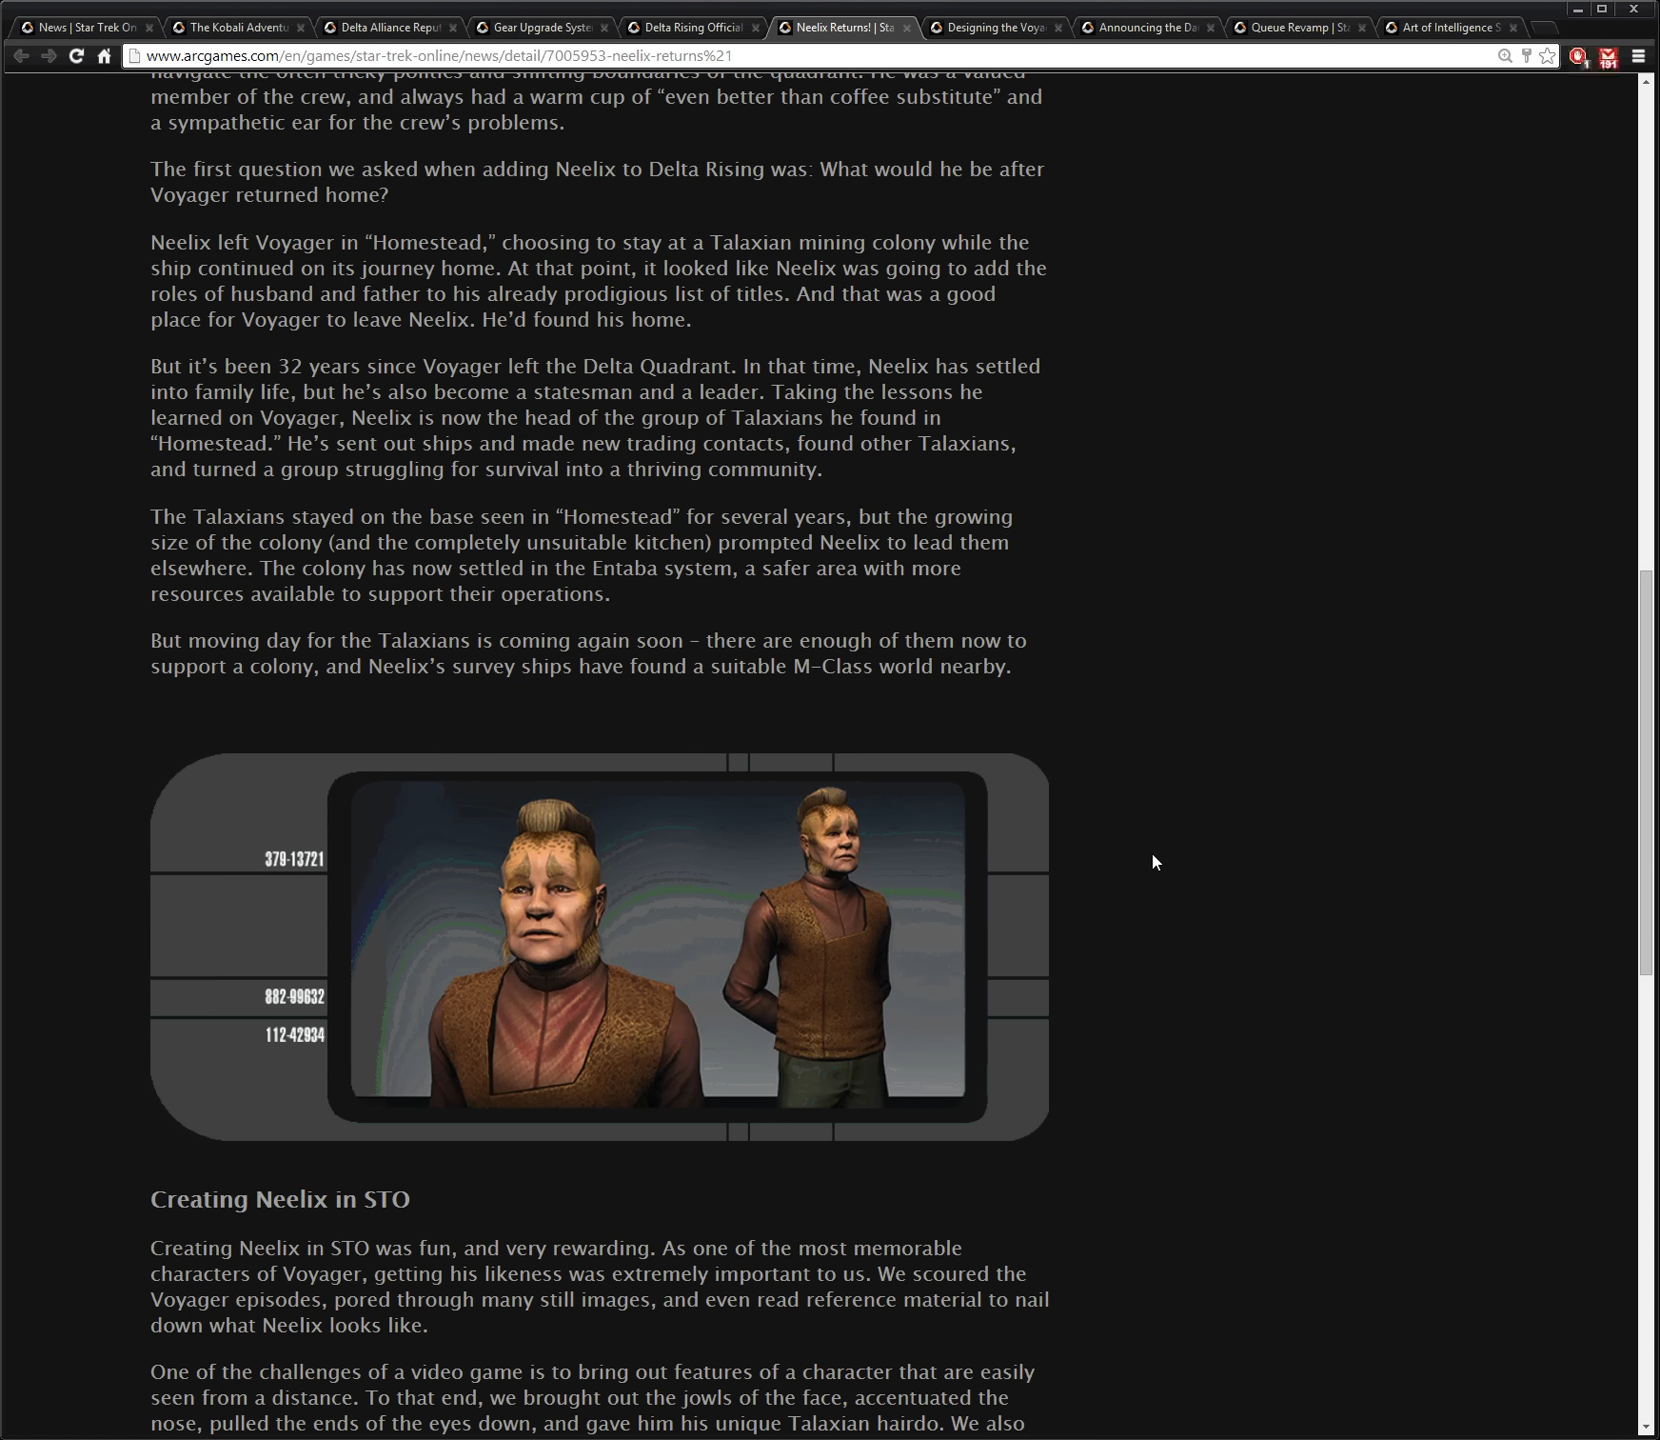 News | Star Trek On
The Kobali Adventu
Delta Alliance Reput
Gear Upgrade Syste
Delta Rising Official
Neelix Returns! | Sta
Designing the Voya
Announcing the Da
Queue Revamp | Sta
Art of Intelligence S
www.arcgames.com/en/games/star-trek-online/news/detail/7005953-neelix-returns%21
1
191
navigate the often tricky politics and shifting boundaries of the quadrant. He was a valued
member of the crew, and always had a warm cup of “even better than coffee substitute” and
a sympathetic ear for the crew’s problems.
The first question we asked when adding Neelix to Delta Rising was: What would he be after
Voyager returned home?
Neelix left Voyager in “Homestead,” choosing to stay at a Talaxian mining colony while the
ship continued on its journey home. At that point, it looked like Neelix was going to add the
roles of husband and father to his already prodigious list of titles. And that was a good
place for Voyager to leave Neelix. He’d found his home.
But it’s been 32 years since Voyager left the Delta Quadrant. In that time, Neelix has settled
into family life, but he’s also become a statesman and a leader. Taking the lessons he
learned on Voyager, Neelix is now the head of the group of Talaxians he found in
“Homestead.” He’s sent out ships and made new trading contacts, found other Talaxians,
and turned a group struggling for survival into a thriving community.
The Talaxians stayed on the base seen in “Homestead” for several years, but the growing
size of the colony (and the completely unsuitable kitchen) prompted Neelix to lead them
elsewhere. The colony has now settled in the Entaba system, a safer area with more
resources available to support their operations.
But moving day for the Talaxians is coming again soon – there are enough of them now to
support a colony, and Neelix’s survey ships have found a suitable M-Class world nearby.
379-13721
882-99632
112-42934
Creating Neelix in STO
Creating Neelix in STO was fun, and very rewarding. As one of the most memorable
characters of Voyager, getting his likeness was extremely important to us. We scoured the
Voyager episodes, pored through many still images, and even read reference material to nail
down what Neelix looks like.
One of the challenges of a video game is to bring out features of a character that are easily
seen from a distance. To that end, we brought out the jowls of the face, accentuated the
nose, pulled the ends of the eyes down, and gave him his unique Talaxian hairdo. We also